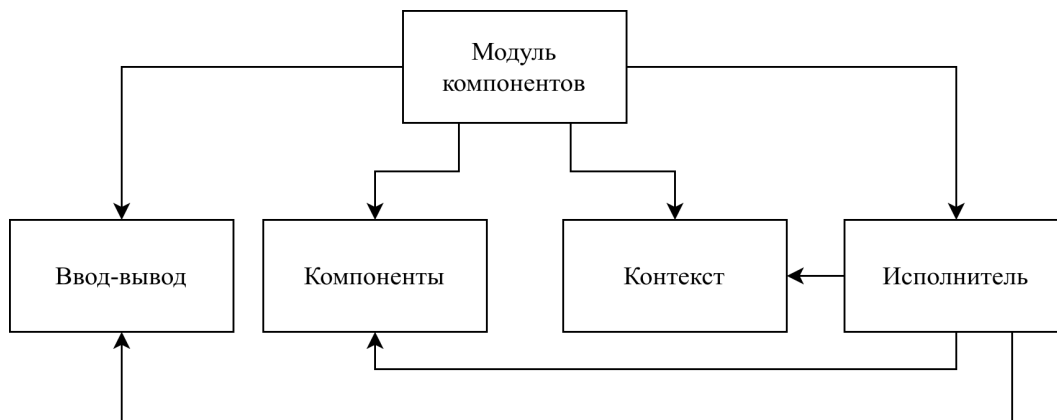 Модуль
компонентов
Ввод-вывод
Компоненты
Контекст
Исполнитель